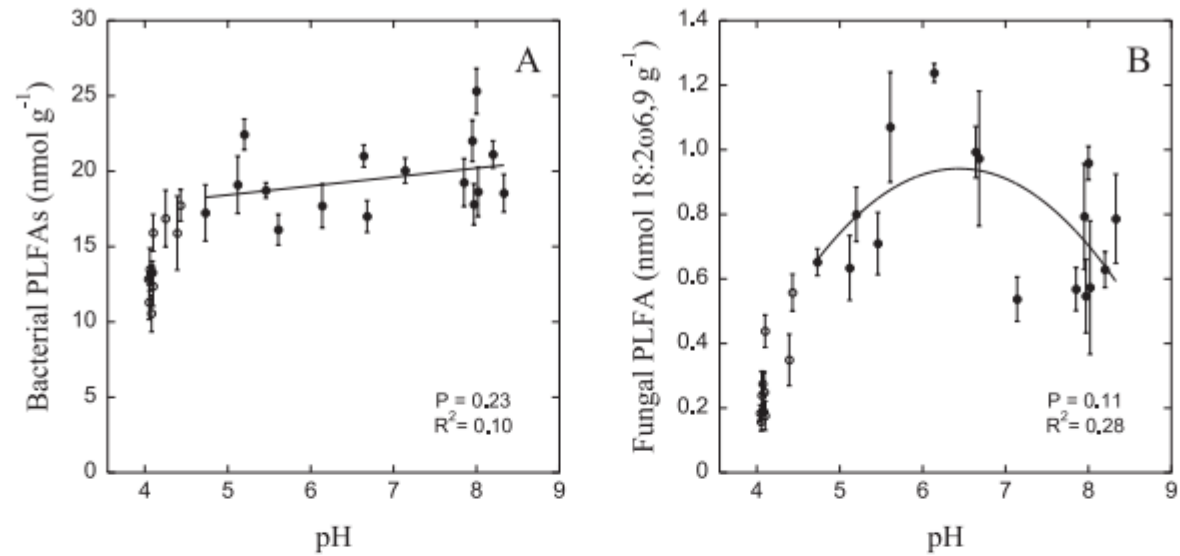 Bacterial PLFAs (nmol g⁻¹)
30
25
20
15
10
5
0
A
P = 0.23
R²= 0.10
4 5 6 7 8 9
pH
Fungal PLFA (nmol 18:2ω6,9 g⁻¹)
1.4
1.2
1.0
0.8
0.6
0.4
0.2
0
B
P = 0.11
R²= 0.28
4 5 6 7 8 9
pH